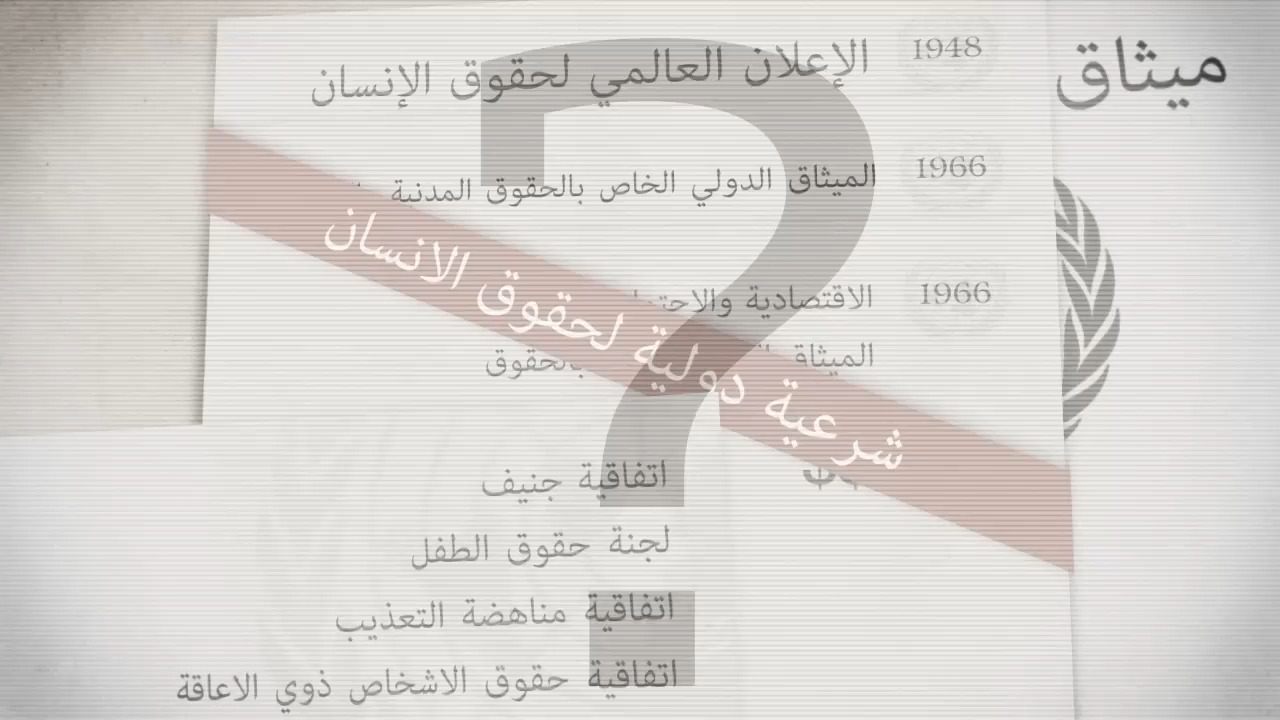 ميثاق
1948 الإعلان العالمي لحقوق الإنسان
1966 الميثاق الدولي الخاص بالحقوق المدنية
1966 الاقتصادية
الميثاق بالحقوق
شرعية دولية لحقوق الانسان
اتفاقية جنيف
لجنة حقوق الطفل
اتفاقية مناهضة التعذيب
اتفاقية حقوق الاشخاص ذوي الاعاقة
?